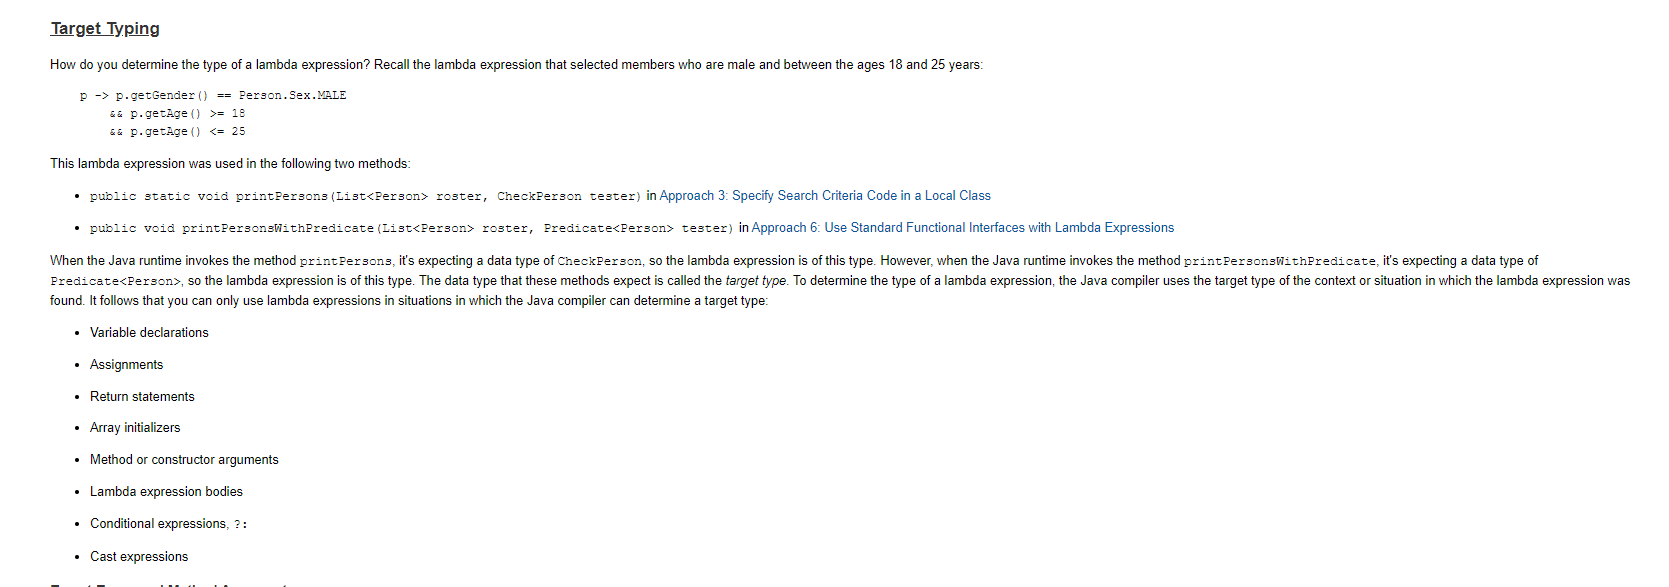 Target Typing
How do you determine the type of a lambda expression? Recall the lambda expression that selected members who are male and between the ages 18 and 25 years:
p -> p.getGender() == Person.Sex.MALE
&& p.getAge() >= 18
&& p.getAge() <= 25
This lambda expression was used in the following two methods:
• public static void printPersons(List<Person> roster, CheckPerson tester) in Approach 3: Specify Search Criteria Code in a Local Class
• public void printPersonsWithPredicate(List<Person> roster, Predicate<Person> tester) in Approach 6: Use Standard Functional Interfaces with Lambda Expressions
When the Java runtime invokes the method printPersons, it's expecting a data type of CheckPerson, so the lambda expression is of this type. However, when the Java runtime invokes the method printPersonsWithPredicate, it's expecting a data type of
Predicate<Person>, so the lambda expression is of this type. The data type that these methods expect is called the target type. To determine the type of a lambda expression, the Java compiler uses the target type of the context or situation in which the lambda expression was
found. It follows that you can only use lambda expressions in situations in which the Java compiler can determine a target type:
• Variable declarations
• Assignments
• Return statements
• Array initializers
• Method or constructor arguments
• Lambda expression bodies
• Conditional expressions, ?:
• Cast expressions